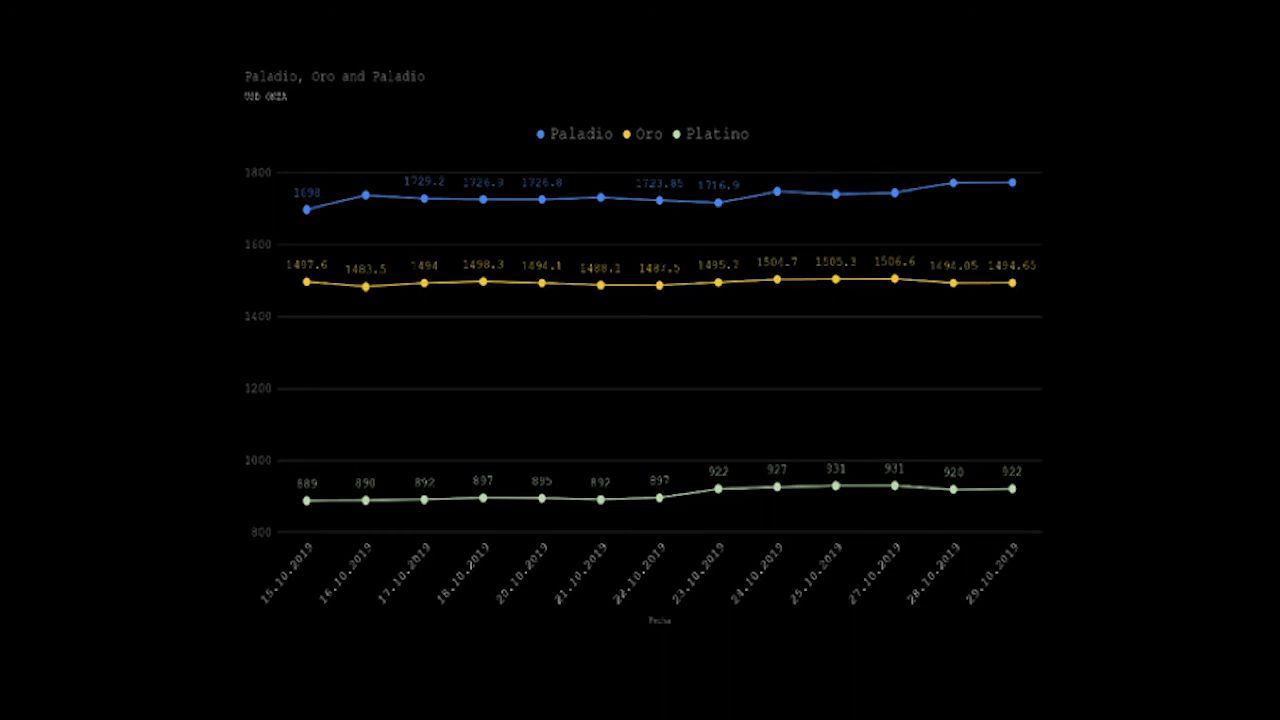 Paladio, Oro and Paladio
USD ONZA
Paladio Oro Platino
1800
1698 1729.2 1726.9 1726.8 1723.85 1716.9
1600
1497.6 1483.5 1494 1498.3 1494.1 1488.1 1487.5 1495.7 1504.7 1505.3 1506.6 1494.05 1494.65
1400
1200
1000
889 890 892 897 895 892 897 922 927 931 931 920 922
800
15.10.2019 16.10.2019 17.10.2019 18.10.2019 20.10.2019 21.10.2019 22.10.2019 23.10.2019 24.10.2019 25.10.2019 27.10.2019 28.10.2019 29.10.2019
Fecha